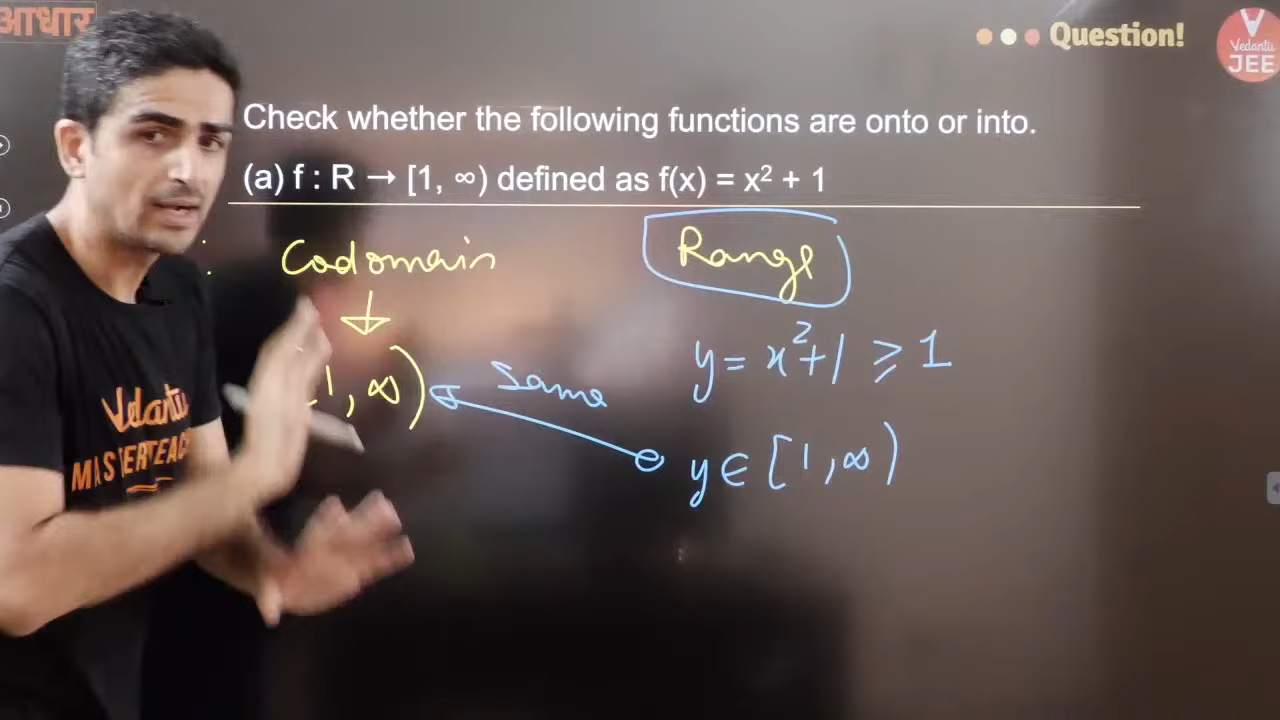 आधार
Question!
Vedantu
JEE
Check whether the following functions are onto or into.
(a) f : R → [1, ∞) defined as f(x) = x² + 1
Codomain
Range
y = x²+1 ⩾ 1
1, ∞)
Same
y ∈ [1, ∞)
Vedantu